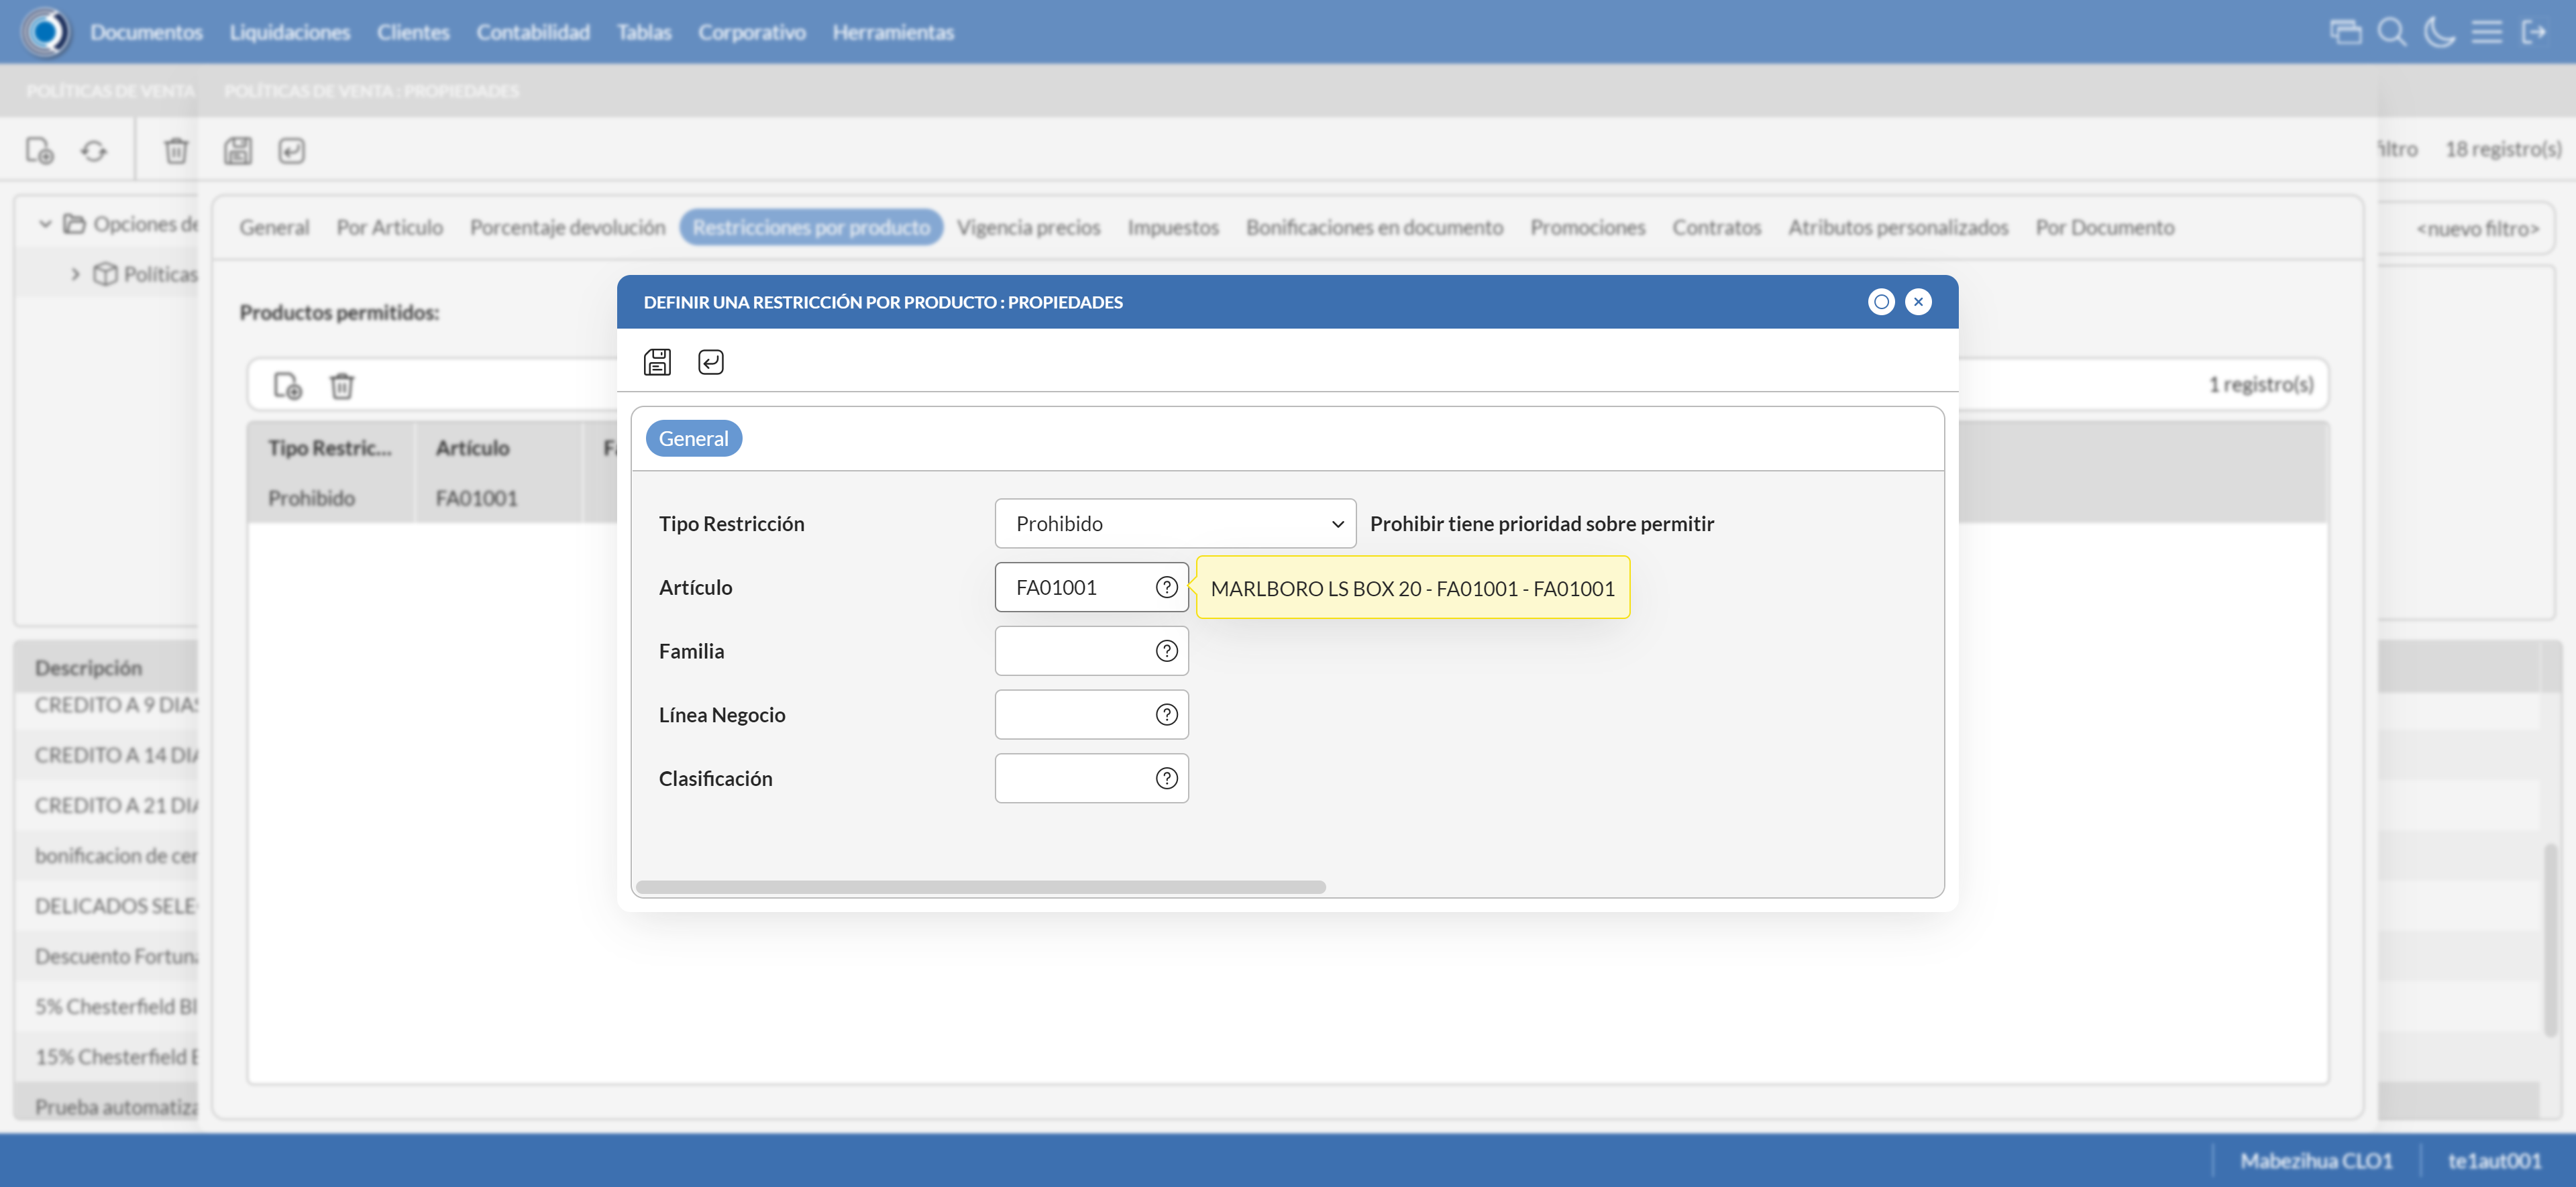 Documentos Liquidaciones Clientes Contabilidad Tablas Corporativo Herramientas
POLÍTICAS DE VENTA POLÍTICAS DE VENTA : PROPIEDADES
filtro 18 registro(s)
Opciones de
General Por Articulo Porcentaje devolución Restricciones por producto Vigencia precios Impuestos Bonificaciones en documento Promociones Contratos Atributos personalizados Por Documento
<nuevo filtro>
Políticas
Productos permitidos:
DEFINIR UNA RESTRICCIÓN POR PRODUCTO : PROPIEDADES
1 registro(s)
General
Tipo Restric... Artículo
Prohibido FA01001
Tipo Restricción Prohibido Prohibir tiene prioridad sobre permitir
Artículo FA01001 MARLBORO LS BOX 20 - FA01001 - FA01001
Familia
Línea Negocio
Clasificación
Descripción
CREDITO A 9 DIAS
CREDITO A 14 DIA
CREDITO A 21 DIA
bonificacion de cer
DELICADOS SELE
Descuento Fortuna
5% Chesterfield Bl
15% Chesterfield B
Prueba automatiza
Mabezihua CLO1 te1aut001